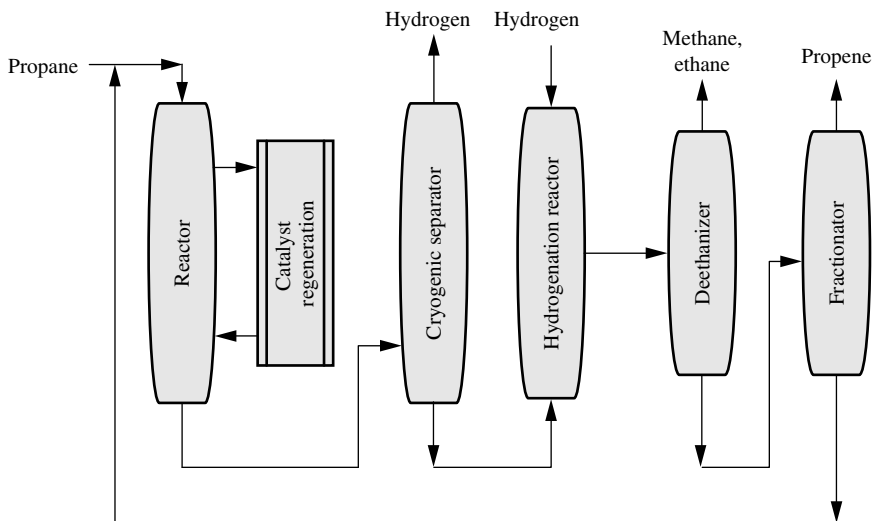 Hydrogen
Hydrogen
Methane,
ethane
Propene
Propane
Reactor
Catalyst
regeneration
Cryogenic separator
Hydrogenation reactor
Deethanizer
Fractionator